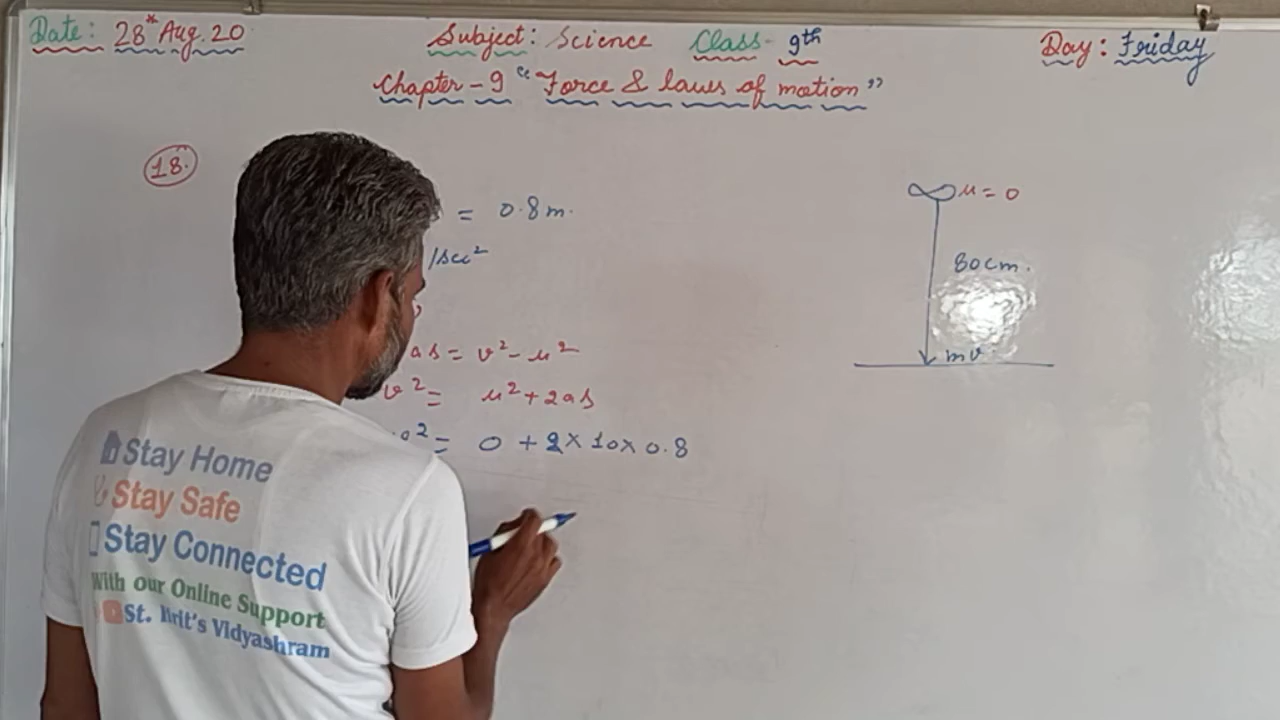 Date: 28th Aug. 20 Subject: Science Class- 9th Day: Friday
Chapter-9 "Force & laws of motion"
18.
= 0.8m.
/sec²
as = v² - u²
v² = u² + 2as
² = 0 + 2 × 10 × 0.8
u = 0
80cm.
mv
Stay Home
Stay Safe
Stay Connected
With our Online Support
St. Vidyashram